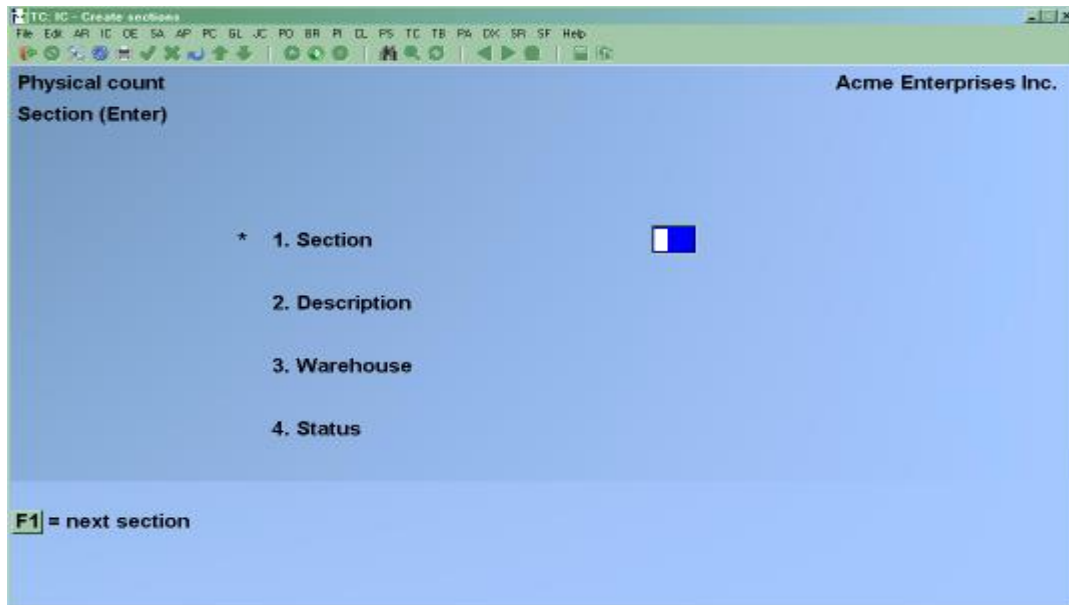 TC: IC - Create sections
File Edit AR IC OE SA AP PC GL JC PO BR PI CL PS TC TB PA DX SR SF Help
Physical count
Acme Enterprises Inc.
Section (Enter)
* 1. Section
2. Description
3. Warehouse
4. Status
F1 = next section